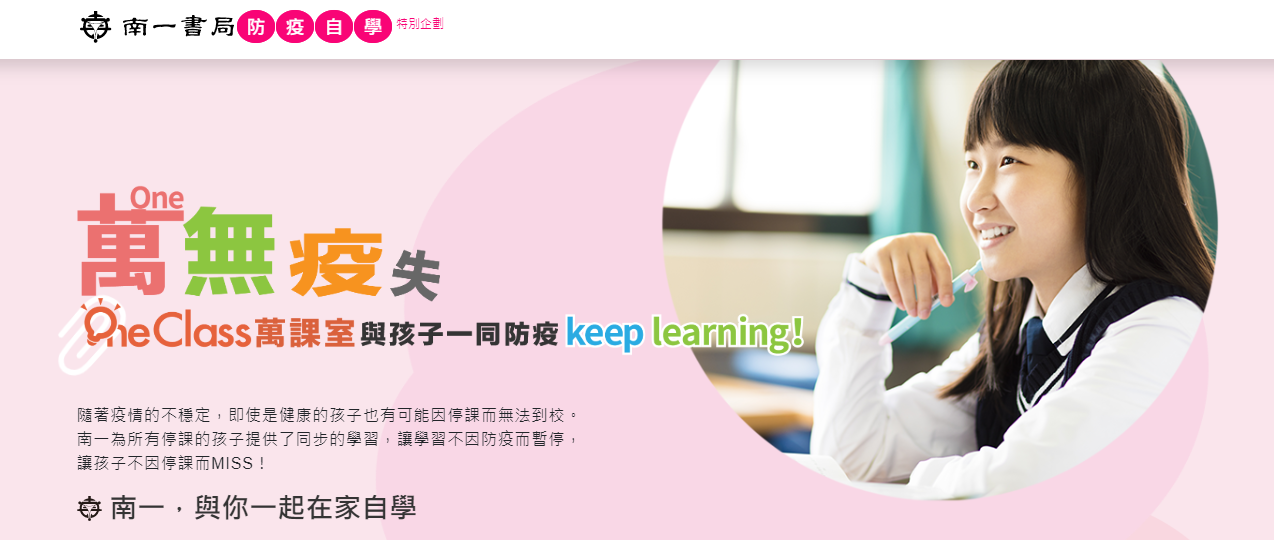 南一書局防疫自學 特別企劃
One
萬無疫失
OneClass萬課室與孩子一同防疫 keep learning!
隨著疫情的不穩定，即使是健康的孩子也有可能因停課而無法到校。
南一為所有停課的孩子提供了同步的學習，讓學習不因防疫而暫停，
讓孩子不因停課而MISS！
南一，與你一起在家自學